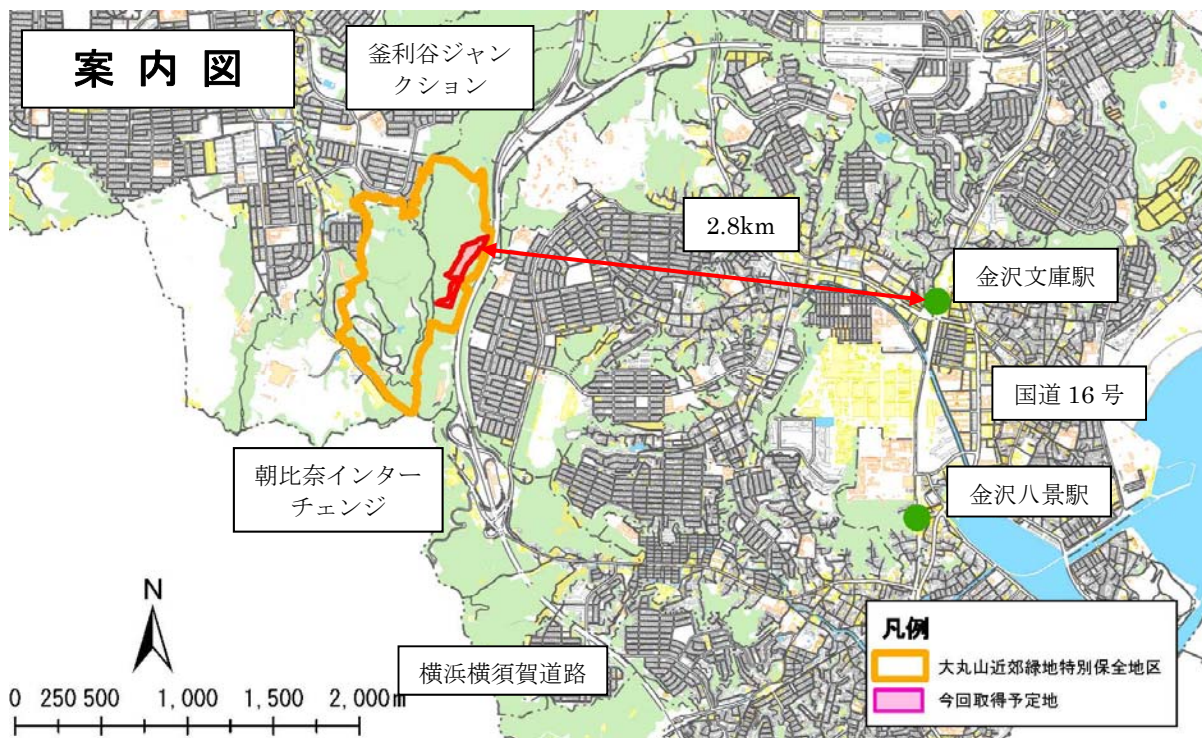 案内図
釜利谷ジャン
クション
2.8km
金沢文庫駅
国道 16 号
朝比奈インター
チェンジ
金沢八景駅
N
横浜横須賀道路
0 250 500 1,000 1,500 2,000 m
凡例
大丸山近郊緑地特別保全地区
今回取得予定地